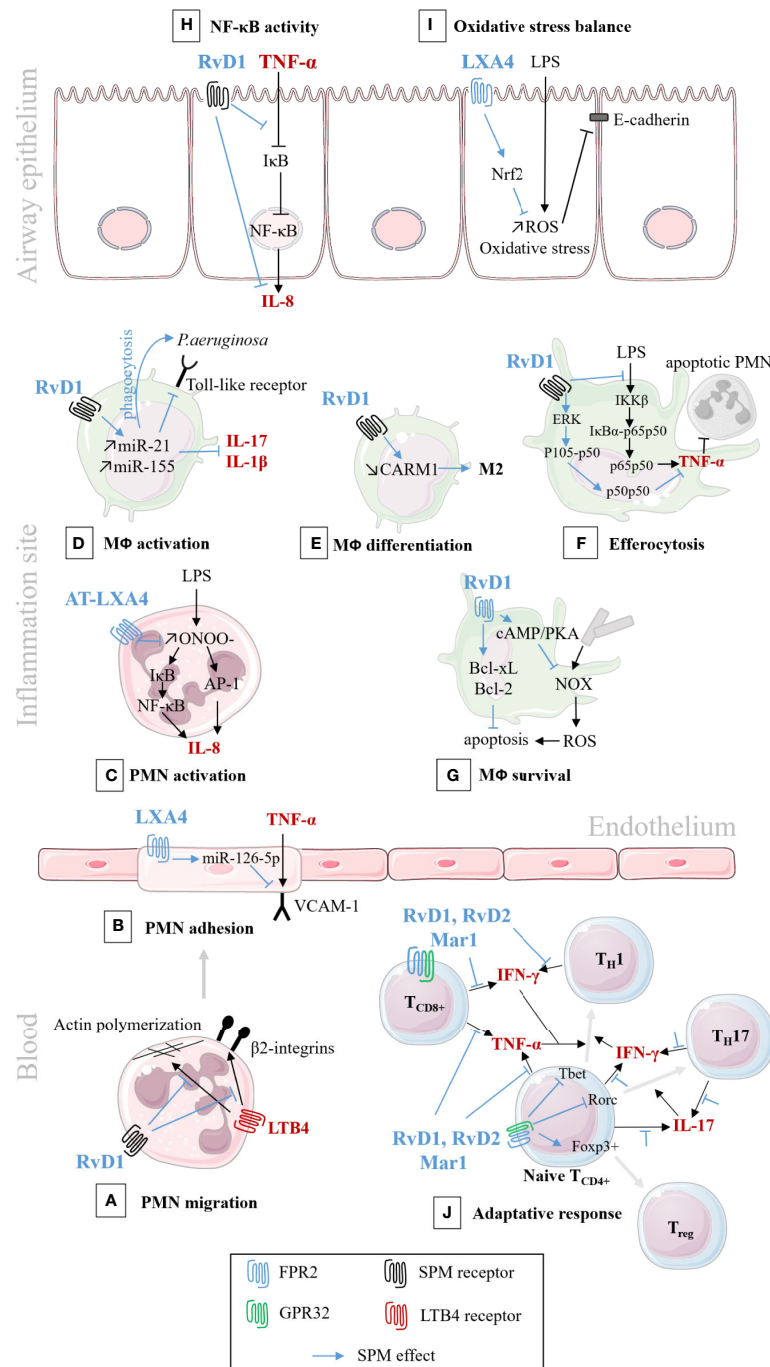 H NF-κB activity
I Oxidative stress balance
RvD1 TNF-α
LXA4 LPS
E-cadherin
IκB
Nrf2
NF-κB
↗ROS
Oxidative stress
IL-8
Airway epithelium
P.aeruginosa
phagocytosis
Toll-like receptor
RvD1
↗miR-21
↗miR-155
IL-17
IL-1β
D MΦ activation
RvD1
↘CARM1
M2
E MΦ differentiation
RvD1
LPS
apoptotic PMN
IKKβ
ERK
IκBα-p65p50
P105-p50
p65p50
TNF-α
p50p50
F Efferocytosis
Inflammation site
LPS
AT-LXA4
↗ONOO-
IκB
AP-1
NF-κB
IL-8
C PMN activation
RvD1
cAMP/PKA
Bcl-xL
Bcl-2
NOX
apoptosis
ROS
G MΦ survival
Endothelium
LXA4
TNF-α
miR-126-5p
VCAM-1
B PMN adhesion
Blood
Actin polymerization
β2-integrins
LTB4
RvD1
A PMN migration
RvD1, RvD2
Mar1
TH1
IFN-γ
TCD8+
TNF-α
IFN-γ
TH17
Tbet
Rorc
RvD1, RvD2
Mar1
IL-17
Foxp3+
Naive TCD4+
J Adaptative response
Treg
FPR2
SPM receptor
GPR32
LTB4 receptor
SPM effect